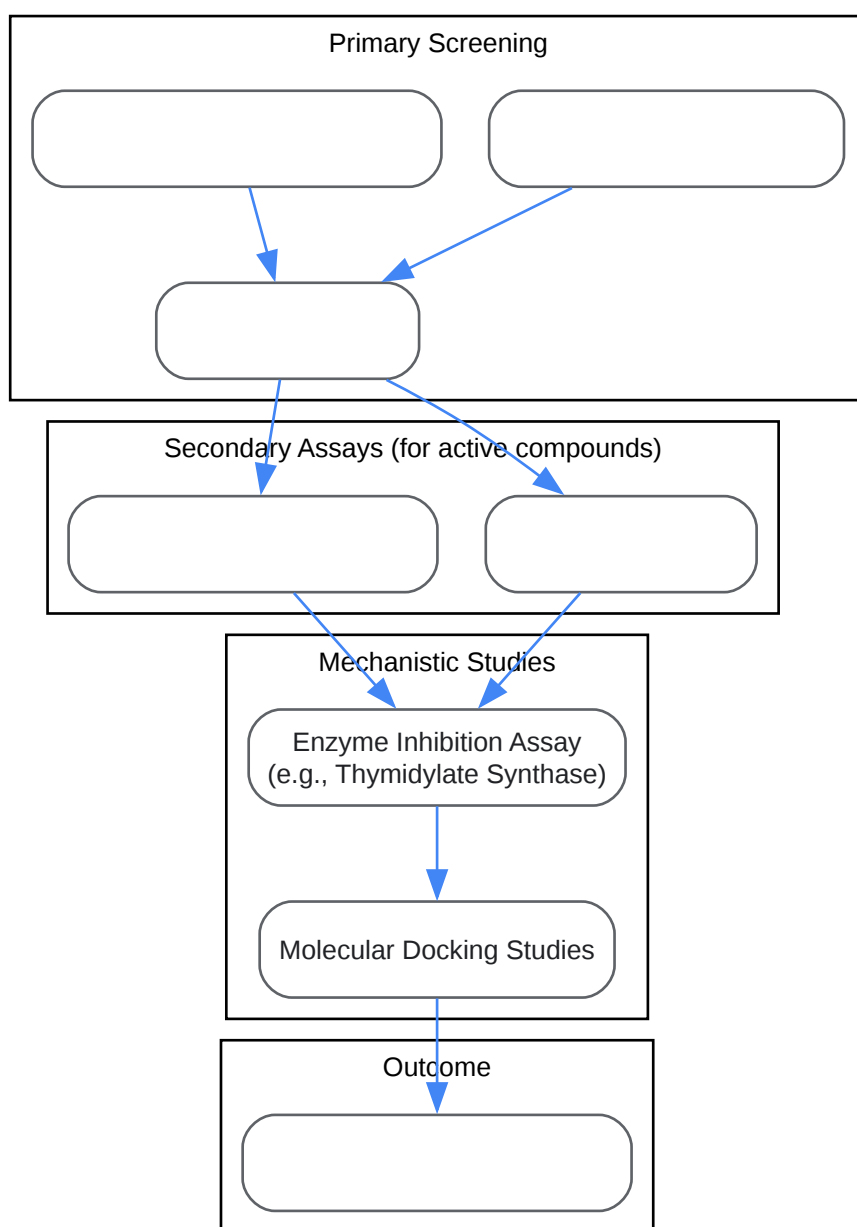 Primary Screening
Secondary Assays (for active compounds)
Mechanistic Studies
Enzyme Inhibition Assay
(e.g., Thymidylate Synthase)
Molecular Docking Studies
Outcome